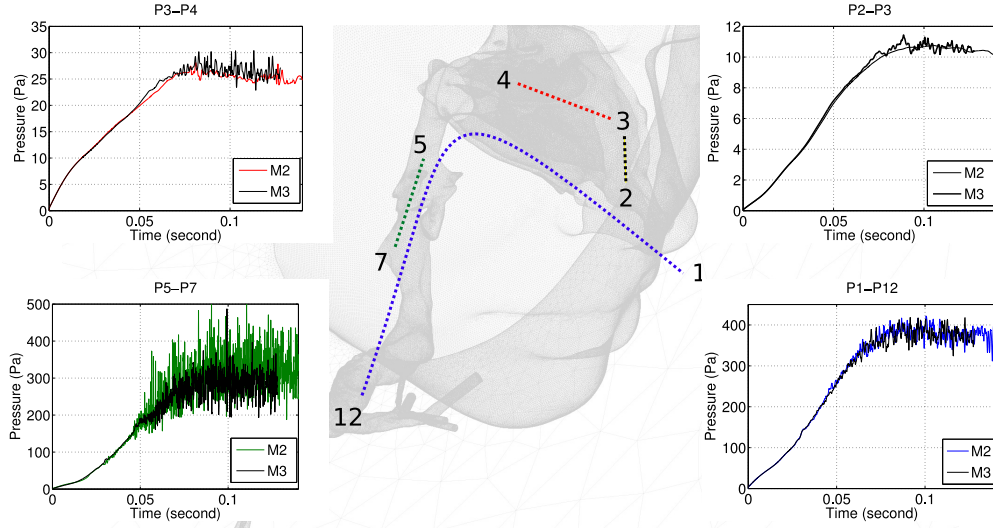 P3−P4
35
30
25
20
15
10
5
0
Pressure (Pa)
0 0.05 0.1
Time (second)
M2
M3
P2−P3
12
10
8
6
4
2
0
Pressure (Pa)
0 0.05 0.1
Time (second)
M2
M3
4
3
5
2
7
1
12
P5−P7
500
400
300
200
100
0
Pressure (Pa)
0 0.05 0.1
Time (second)
M2
M3
P1−P12
400
300
200
100
0
Pressure (Pa)
0 0.05 0.1
Time (second)
M2
M3